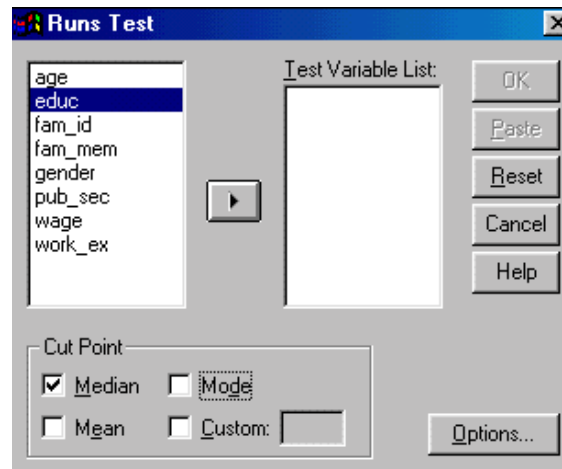 Runs Test
age
educ
fam_id
fam_mem
gender
pub_sec
wage
work_ex
Test Variable List:
OK
Paste
Reset
Cancel
Help
Cut Point
Median
Mode
Mean
Custom:
Options...